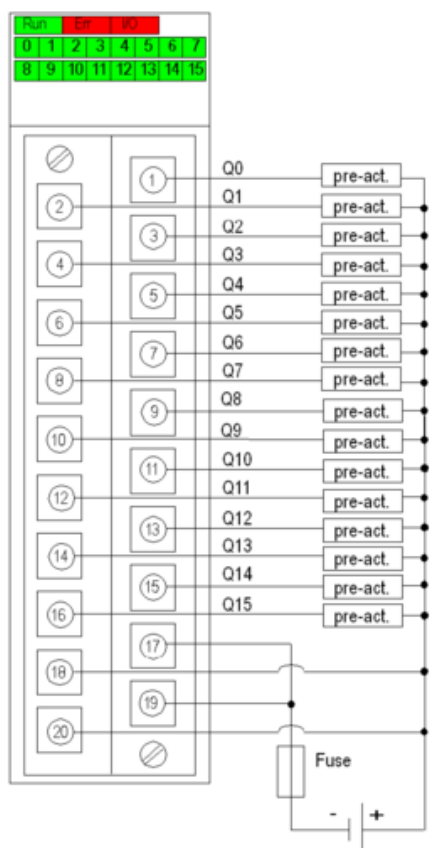 Run Err I/O
0 1 2 3 4 5 6 7
8 9 10 11 12 13 14 15
1 Q0 pre-act.
2 Q1 pre-act.
3 Q2 pre-act.
4 Q3 pre-act.
5 Q4 pre-act.
6 Q5 pre-act.
7 Q6 pre-act.
8 Q7 pre-act.
9 Q8 pre-act.
10 Q9 pre-act.
11 Q10 pre-act.
12 Q11 pre-act.
13 Q12 pre-act.
14 Q13 pre-act.
15 Q14 pre-act.
16 Q15 pre-act.
17
18
19
20
Fuse
- +